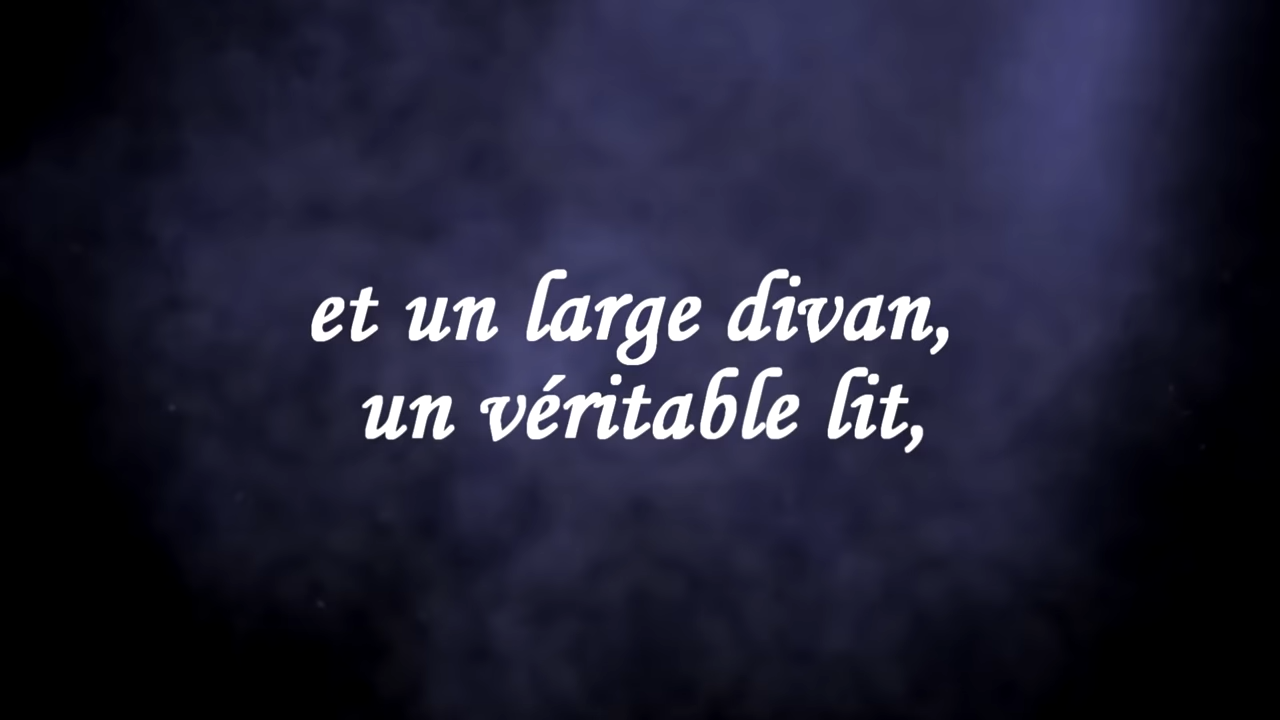 et un large divan,
un véritable lit,